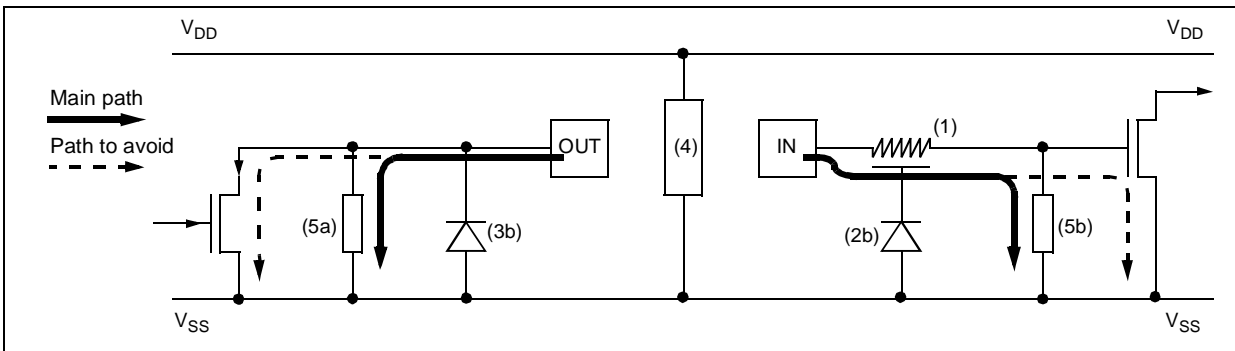 V_DD V_DD
Main path
Path to avoid
OUT
(4)
IN
(1)
(5a)
(3b)
(2b)
(5b)
V_SS V_SS